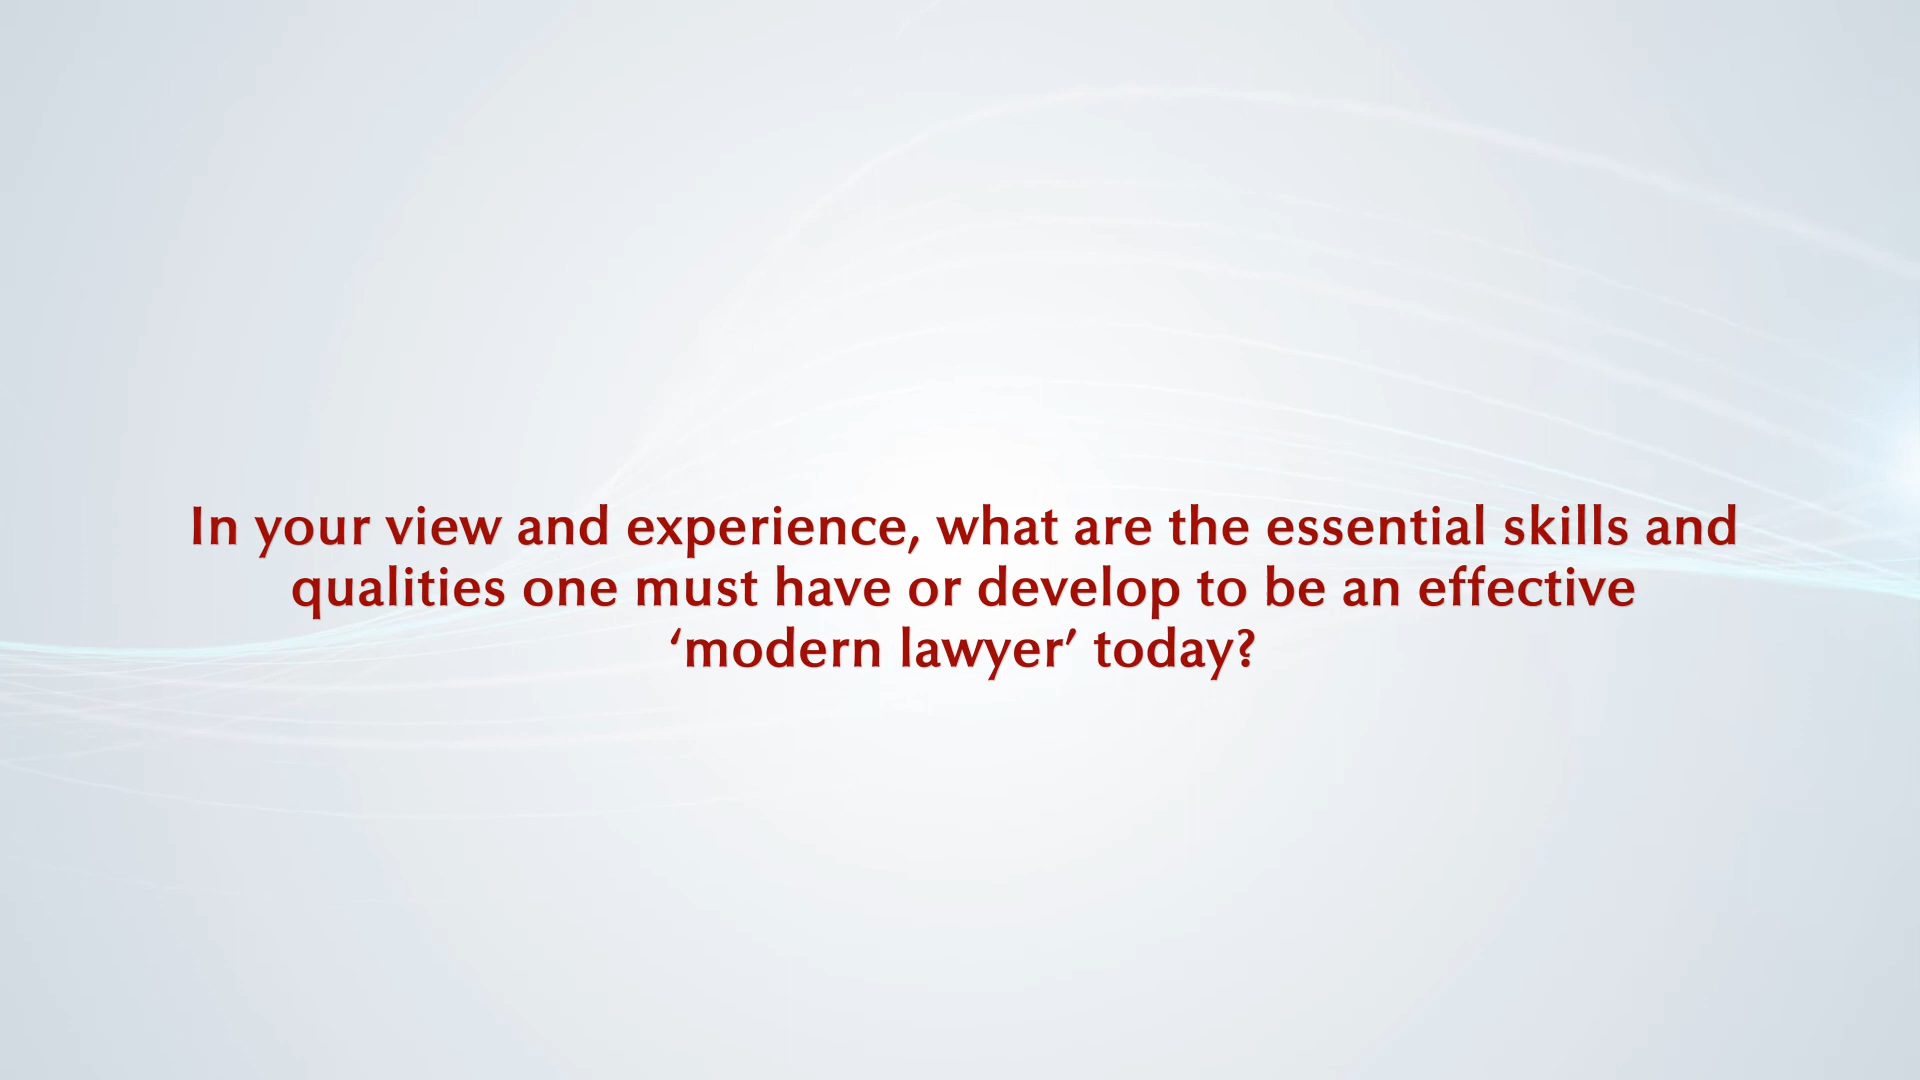 In your view and experience, what are the essential skills and
qualities one must have or develop to be an effective
‘modern lawyer’ today?